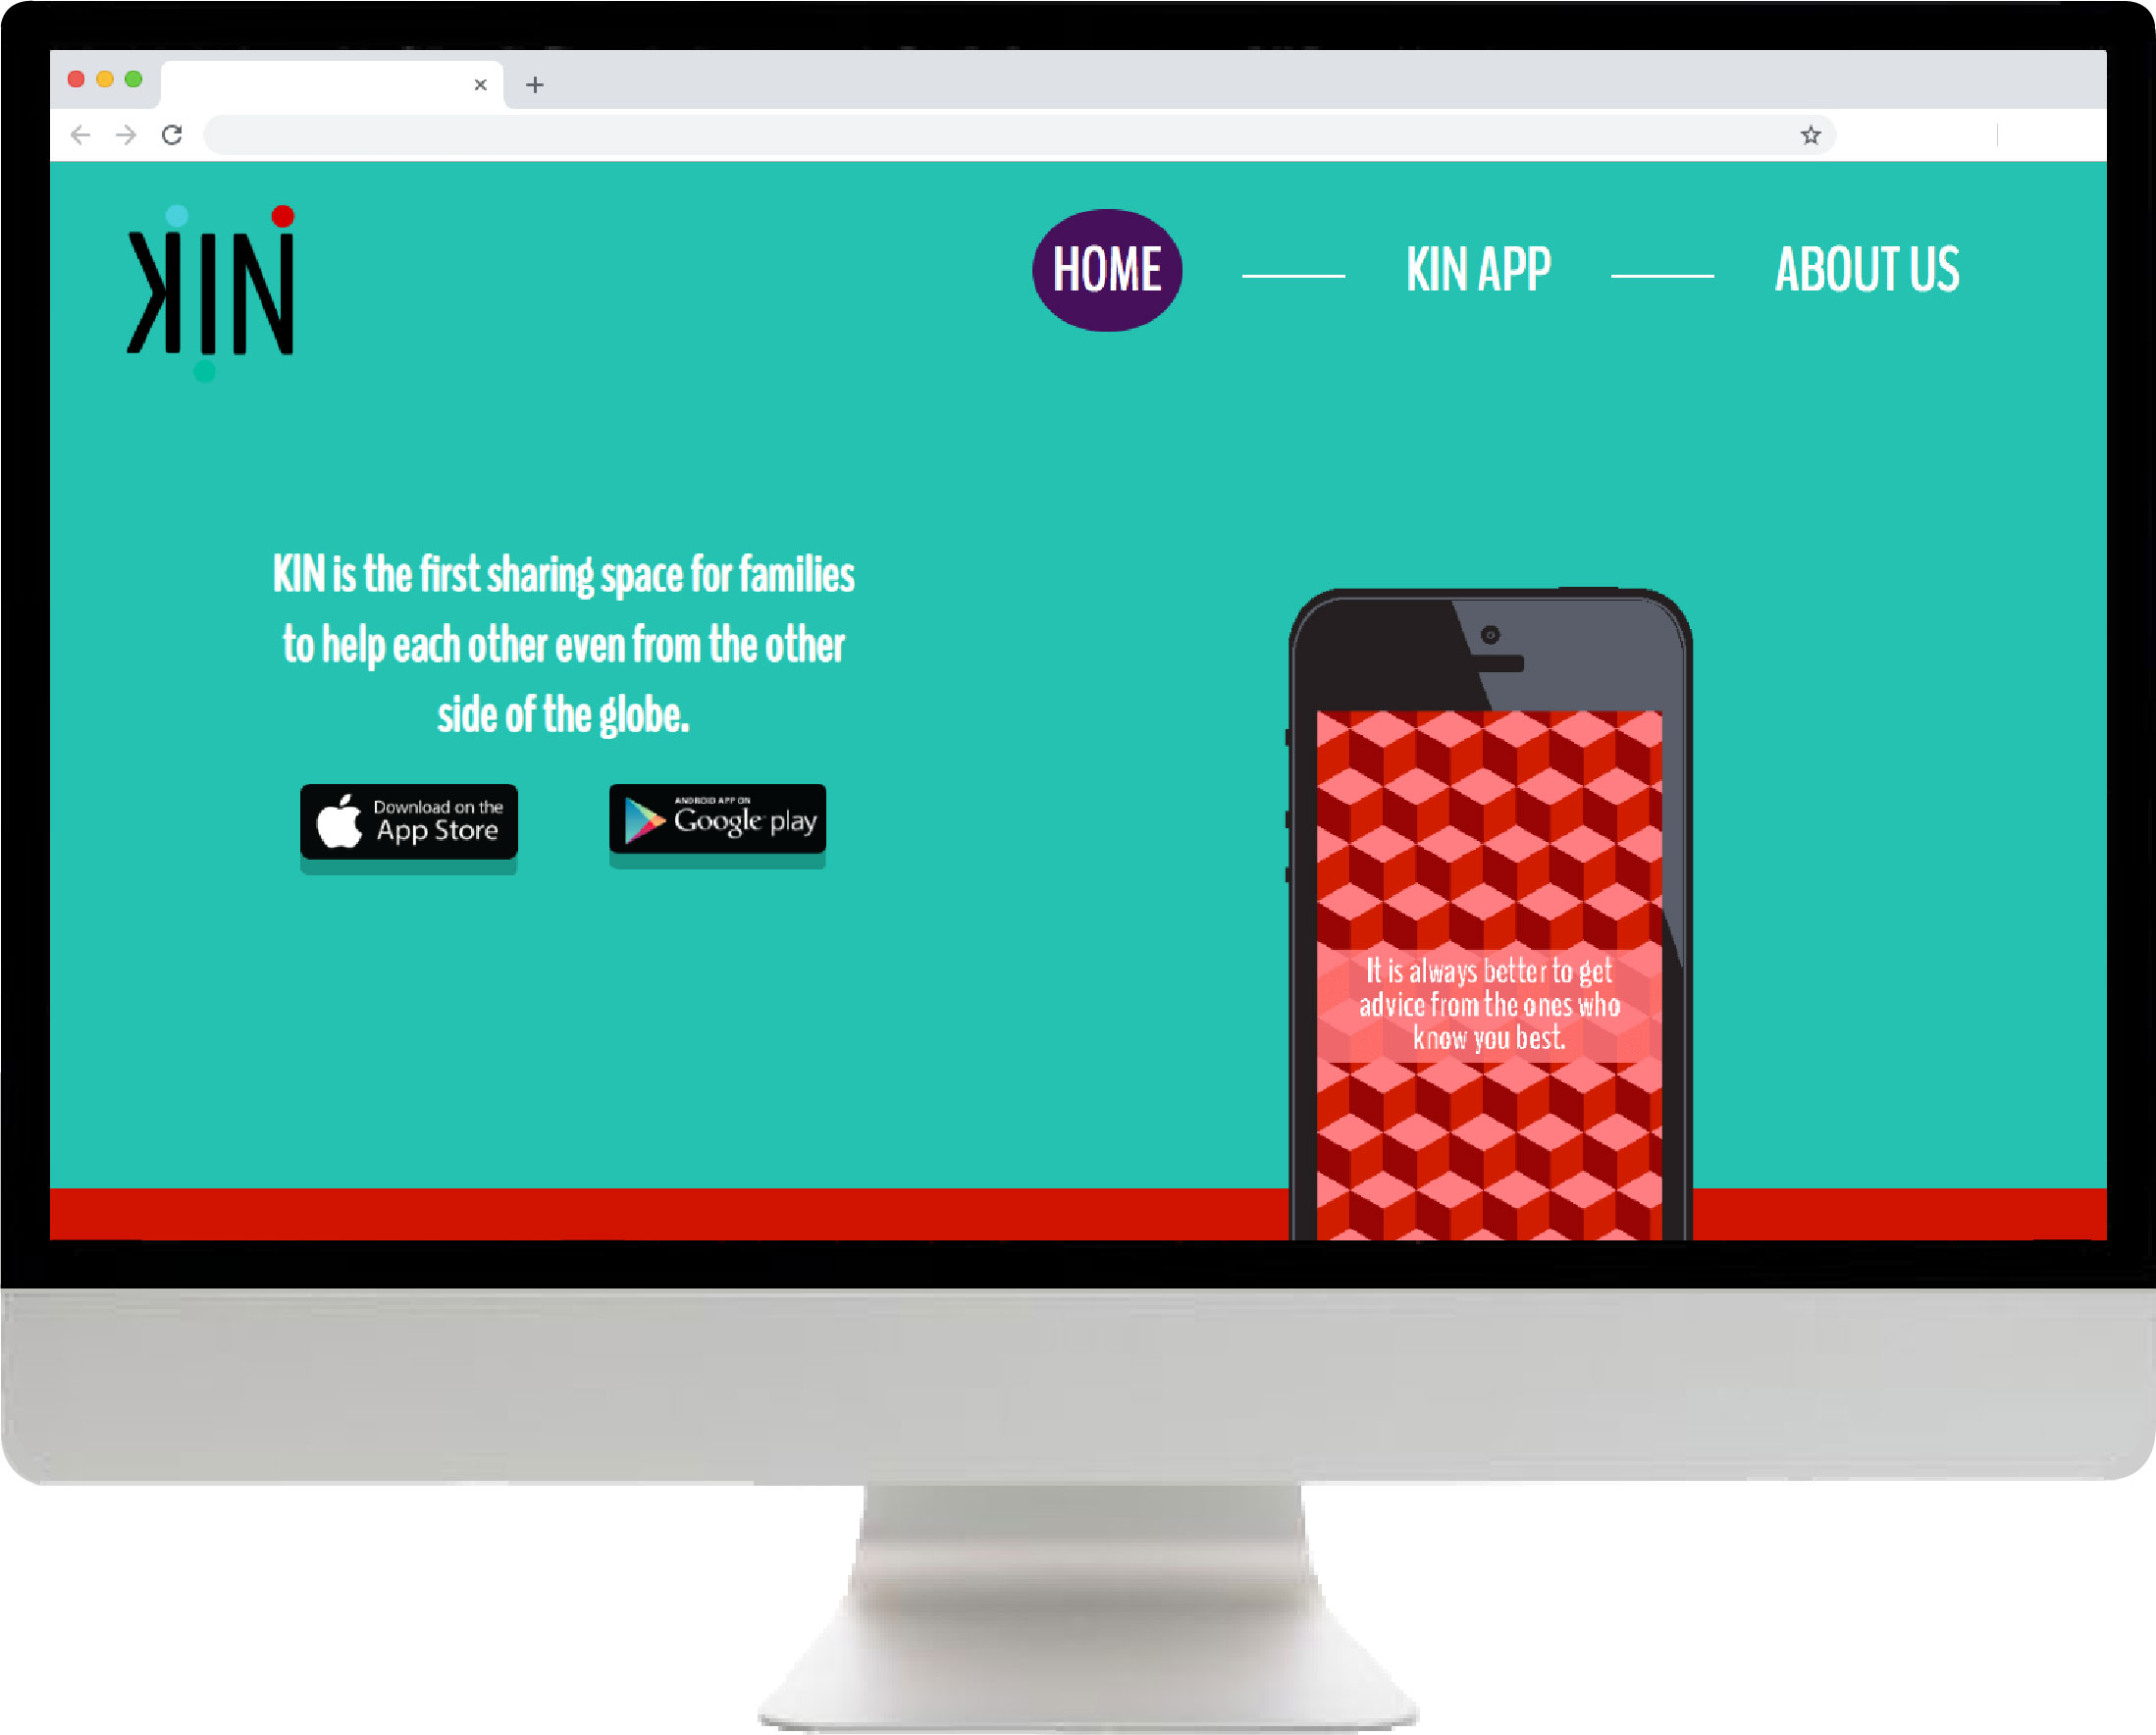 KIN
HOME
KIN APP
ABOUT US
KIN is the first sharing space for families
to help each other even from the other
side of the globe.
Download on the
App Store
ANDROID APP ON
Google play
It is always better to get
advice from the ones who
know you best.